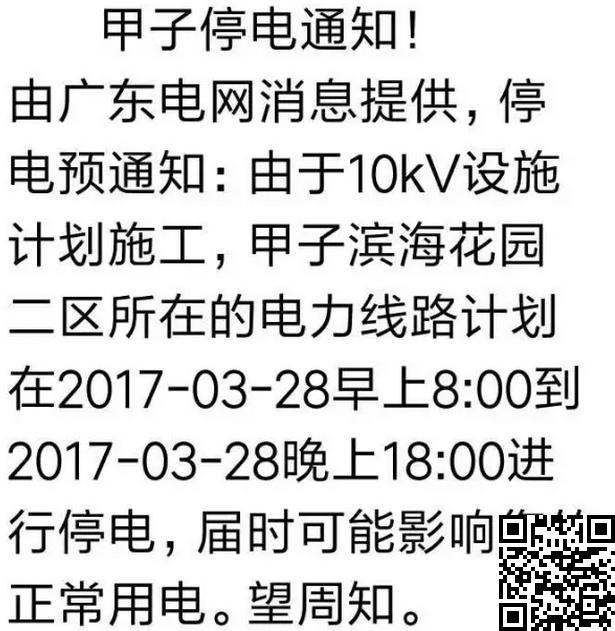 甲子停电通知！
由广东电网消息提供，停
电预通知：由于10kV设施
计划施工，甲子滨海花园
二区所在的电力线路计划
在2017-03-28早上8:00到
2017-03-28晚上18:00进
行停电，届时可能影响
正常用电。望周知。